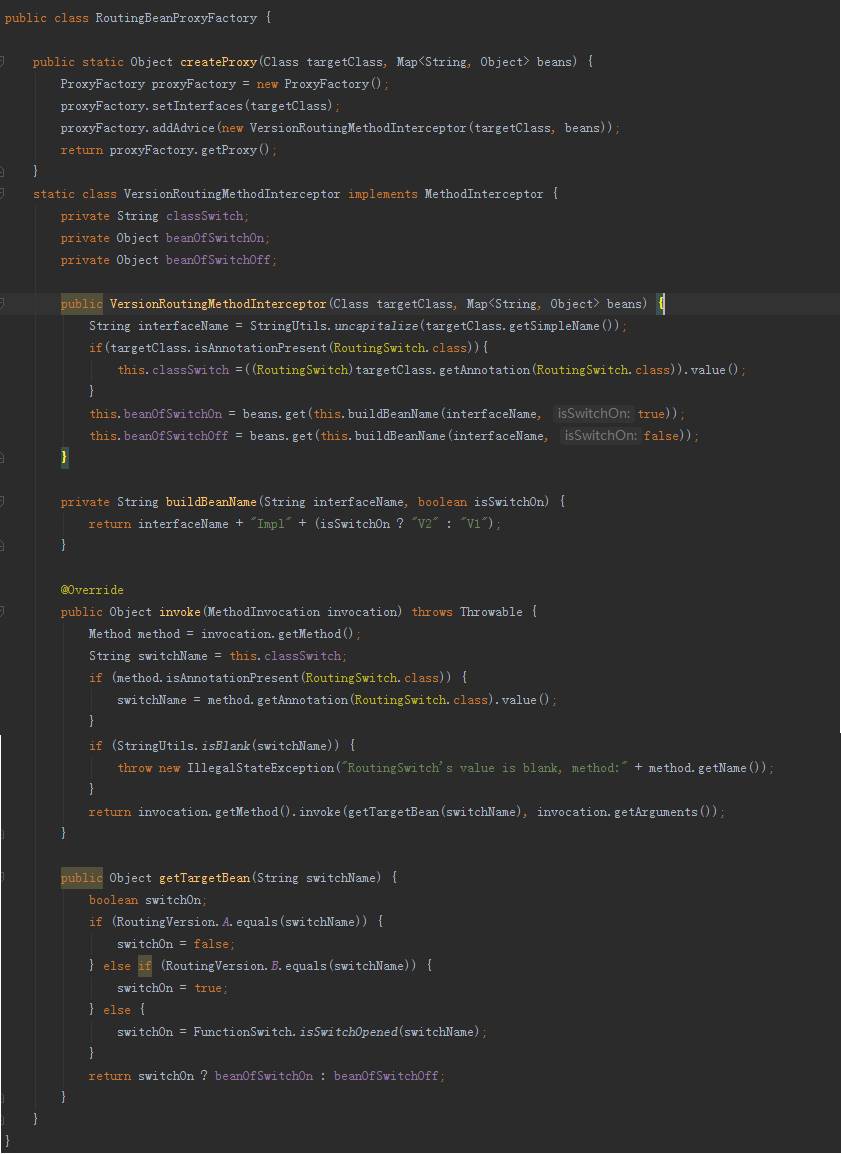 public class RoutingBeanProxyFactory {
public static Object createProxy(Class targetClass, Map<String, Object> beans) {
ProxyFactory proxyFactory = new ProxyFactory();
proxyFactory.setInterfaces(targetClass);
proxyFactory.addAdvice(new VersionRoutingMethodInterceptor(targetClass, beans));
return proxyFactory.getProxy();
}
static class VersionRoutingMethodInterceptor implements MethodInterceptor {
private String classSwitch;
private Object beanOfSwitchOn;
private Object beanOfSwitchOff;
public VersionRoutingMethodInterceptor(Class targetClass, Map<String, Object> beans) {
String interfaceName = StringUtils.uncapitalize(targetClass.getSimpleName());
if(targetClass.isAnnotationPresent(RoutingSwitch.class)){
this.classSwitch =((RoutingSwitch)targetClass.getAnnotation(RoutingSwitch.class)).value();
}
this.beanOfSwitchOn = beans.get(this.buildBeanName(interfaceName, isSwitchOn: true));
this.beanOfSwitchOff = beans.get(this.buildBeanName(interfaceName, isSwitchOn: false));
}
private String buildBeanName(String interfaceName, boolean isSwitchOn) {
return interfaceName + "Impl" + (isSwitchOn ? "V2" : "V1");
}
@Override
public Object invoke(MethodInvocation invocation) throws Throwable {
Method method = invocation.getMethod();
String switchName = this.classSwitch;
if (method.isAnnotationPresent(RoutingSwitch.class)) {
switchName = method.getAnnotation(RoutingSwitch.class).value();
}
if (StringUtils.isBlank(switchName)) {
throw new IllegalStateException("RoutingSwitch's value is blank, method:" + method.getName());
}
return invocation.getMethod().invoke(getTargetBean(switchName), invocation.getArguments());
}
public Object getTargetBean(String switchName) {
boolean switchOn;
if (RoutingVersion.A.equals(switchName)) {
switchOn = false;
} else if (RoutingVersion.B.equals(switchName)) {
switchOn = true;
} else {
switchOn = FunctionSwitch.isSwitchOpened(switchName);
}
return switchOn ? beanOfSwitchOn : beanOfSwitchOff;
}
}
}